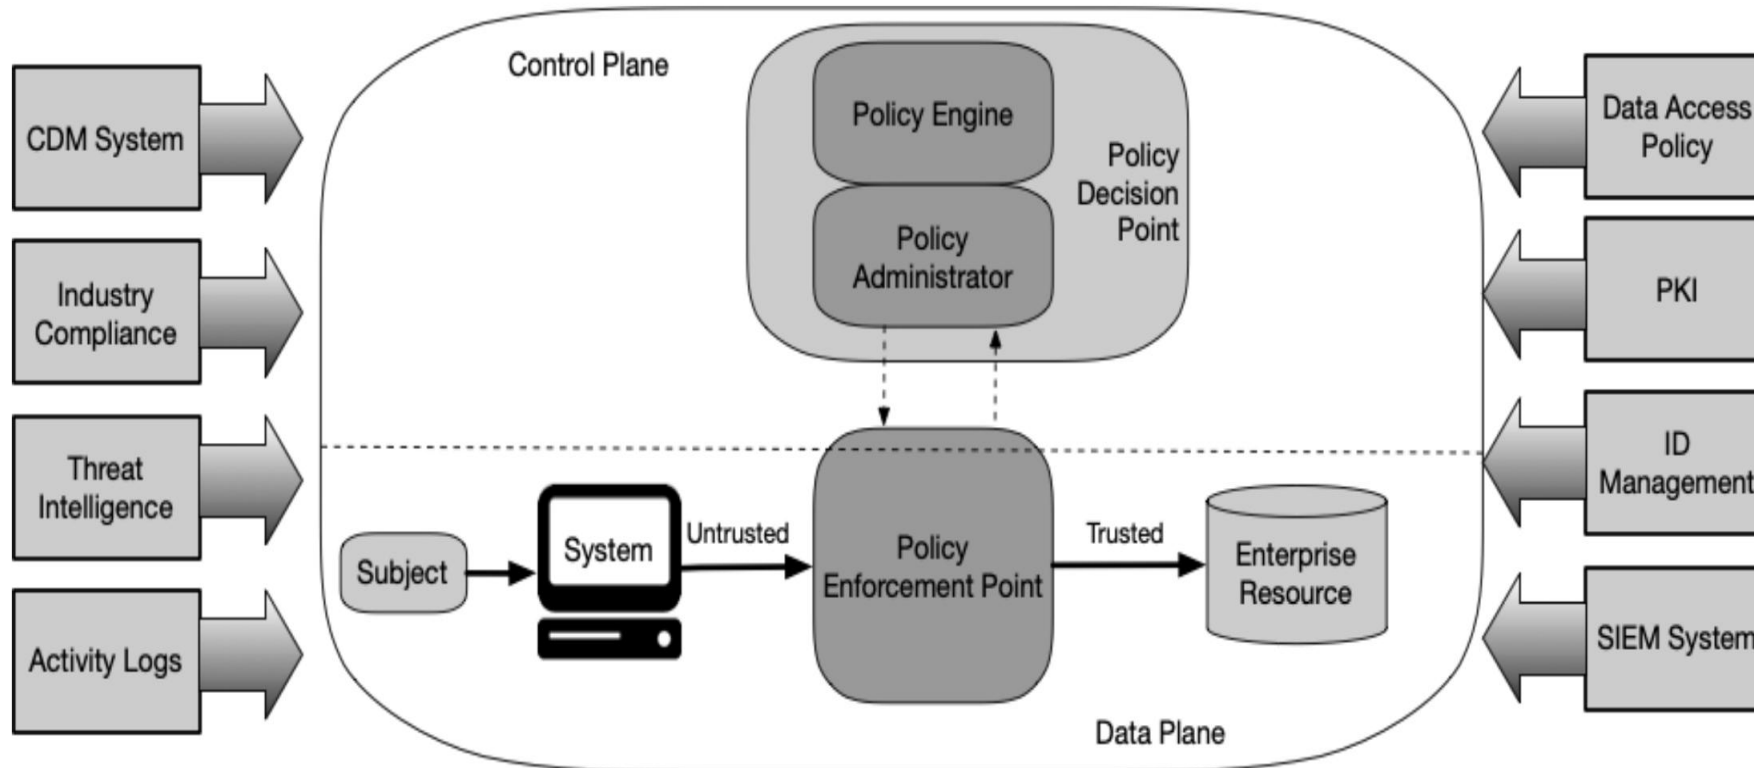 Control Plane
Policy Engine
Policy
Decision
Point
Policy
Administrator
CDM System
Industry
Compliance
Threat
Intelligence
Activity Logs
Data Access
Policy
PKI
ID
Management
SIEM System
Subject
System
Untrusted
Policy
Enforcement Point
Trusted
Enterprise
Resource
Data Plane